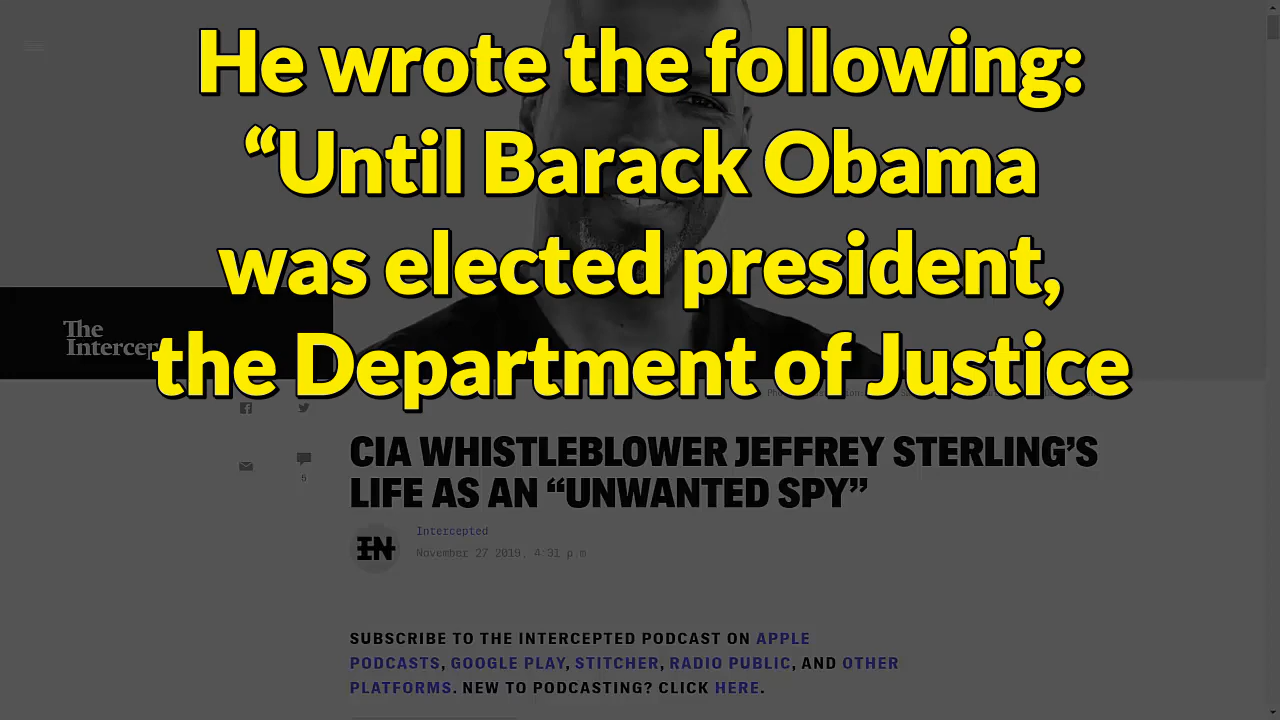 He wrote the following:
“Until Barack Obama
was elected president,
the Department of Justice
The
Intercep
5
CIA WHISTLEBLOWER JEFFREY STERLING’S
LIFE AS AN “UNWANTED SPY”
IN
Intercepted
November 27 2019, 4:31 p.m
SUBSCRIBE TO THE INTERCEPTED PODCAST ON APPLE
PODCASTS, GOOGLE PLAY, STITCHER, RADIO PUBLIC, AND OTHER
PLATFORMS. NEW TO PODCASTING? CLICK HERE.